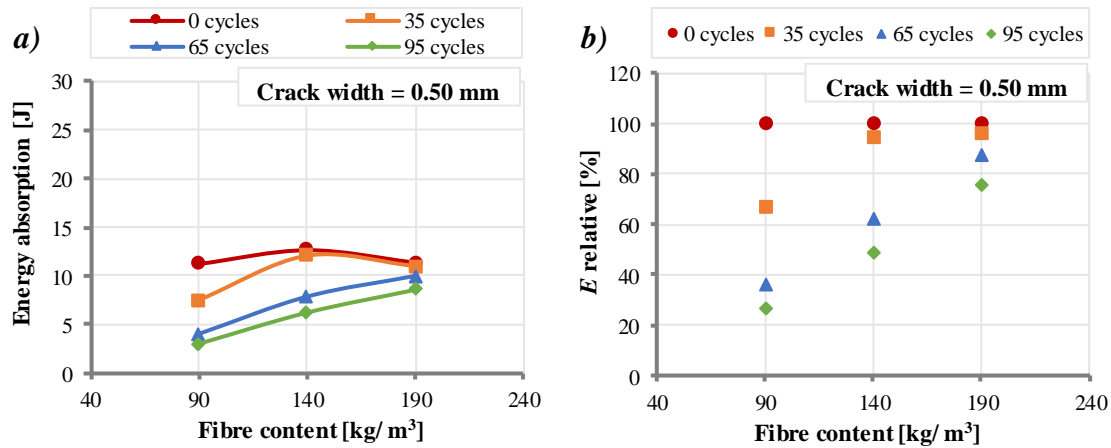 a)
0 cycles 35 cycles
65 cycles 95 cycles
Crack width = 0.50 mm
Energy absorption [J]
30
25
20
15
10
5
0
40 90 140 190 240
Fibre content [kg/ m³]
b)
0 cycles 35 cycles 65 cycles 95 cycles
Crack width = 0.50 mm
E relative [%]
120
100
80
60
40
20
0
40 90 140 190 240
Fibre content [kg/ m³]